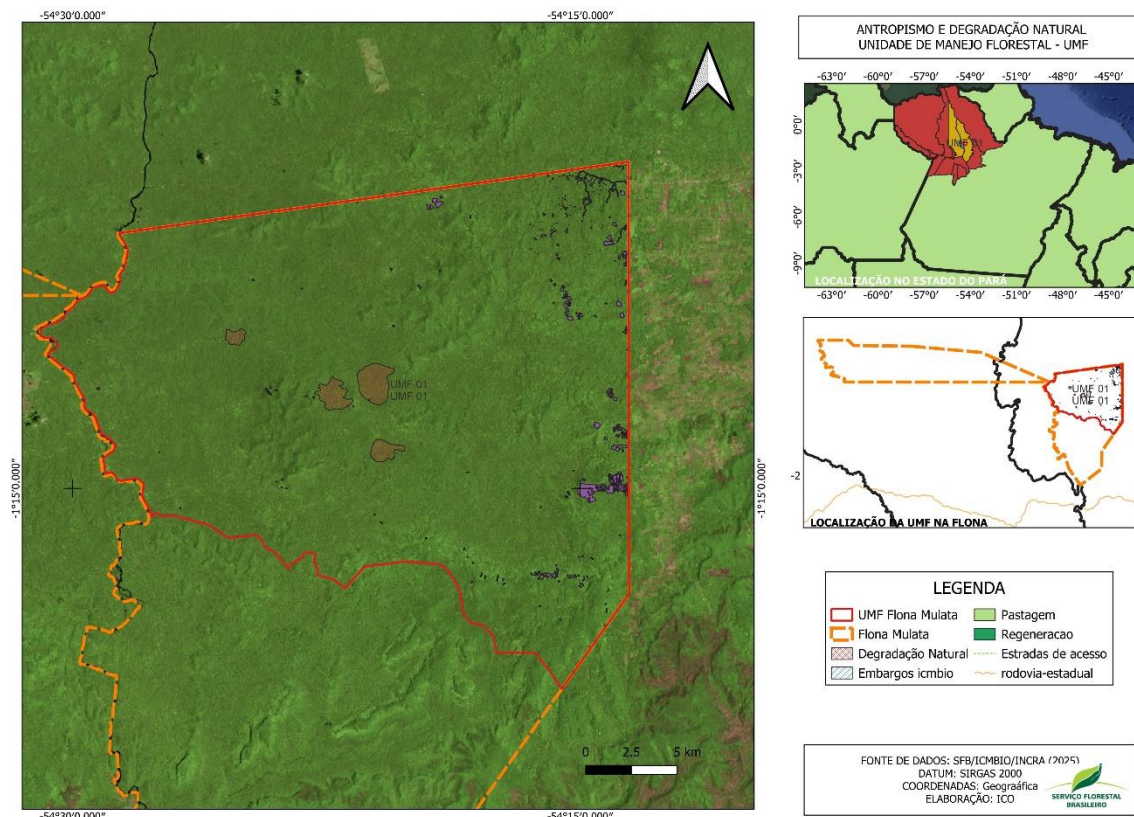 -54°30'0.000"
-54°15'0.000"
-1°15'0.000"
-1°15'0.000"
UMF 01
UMF 01
0
2.5
5 km
-54°30'0.000"
-54°15'0.000"
ANTROPISMO E DEGRADAÇÃO NATURAL
UNIDADE DE MANEJO FLORESTAL - UMF
-63°0' -60°0' -57°0' -54°0' -51°0' -48°0' -45°0'
0°0'
-3°0'
-6°0'
-9°0'
UMF 01
LOCALIZAÇÃO NO ESTADO DO PARÁ
-63°0' -60°0' -57°0' -54°0' -51°0' -48°0' -45°0'
UMF 01
UMF 01
-2
LOCALIZAÇÃO DA UMF NA FLONA
LEGENDA
UMF Flona Mulata
Pastagem
Flona Mulata
Regeneracao
Degradação Natural
Estradas de acesso
Embargos icmbio
rodovia-estadual
FONTE DE DADOS: SFB/ICMBIO/INCRA (2025)
DATUM: SIRGAS 2000
COORDENADAS: Geograáfica
ELABORAÇÃO: ICO
SERVIÇO FLORESTAL
BRASILEIRO